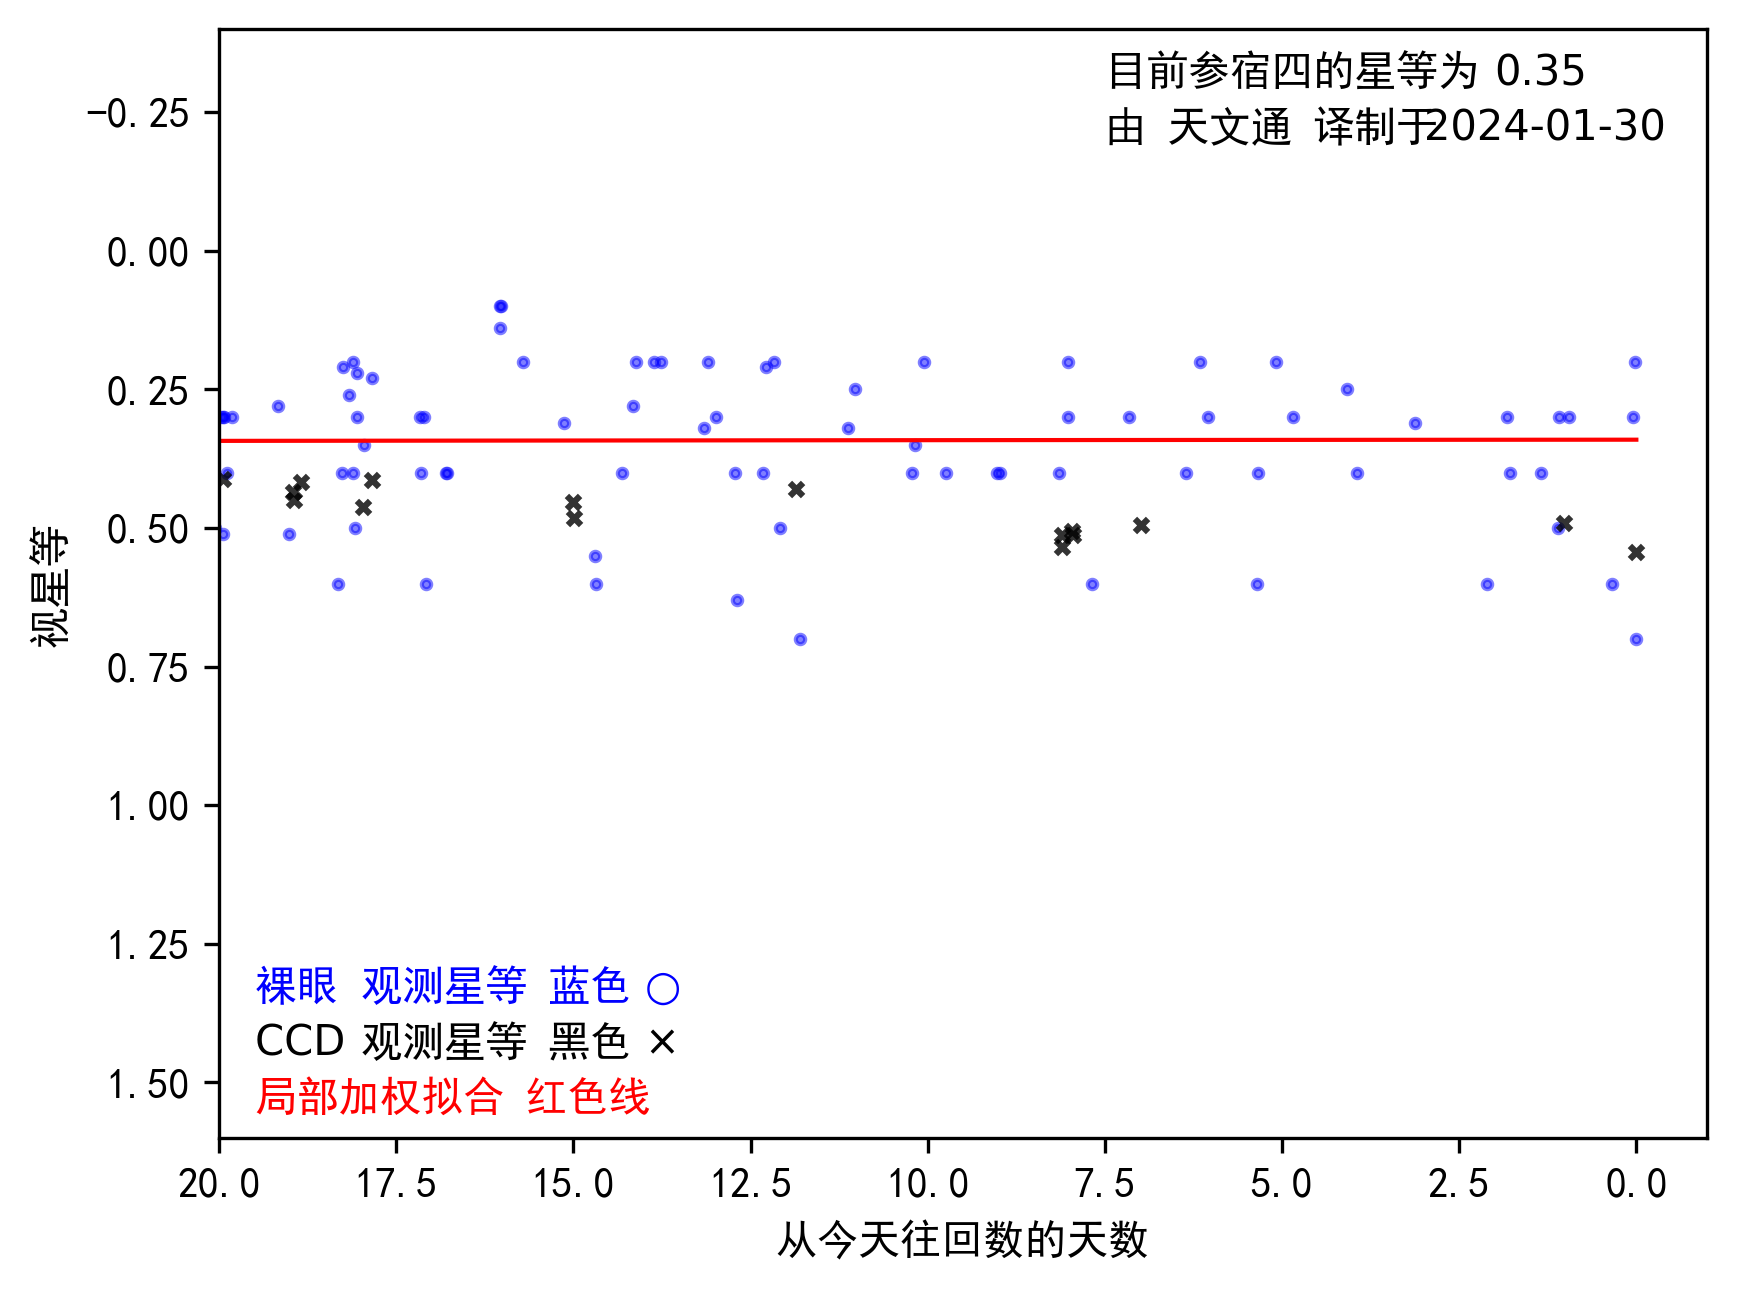 目前参宿四的星等为 0.35
由 天文通 译制于2024-01-30
−0.25
0.00
0.25
0.50
0.75
1.00
1.25
1.50
视星等
裸眼 观测星等 蓝色 ○
CCD 观测星等 黑色 ×
局部加权拟合 红色线
20.0 17.5 15.0 12.5 10.0 7.5 5.0 2.5 0.0
从今天往回数的天数